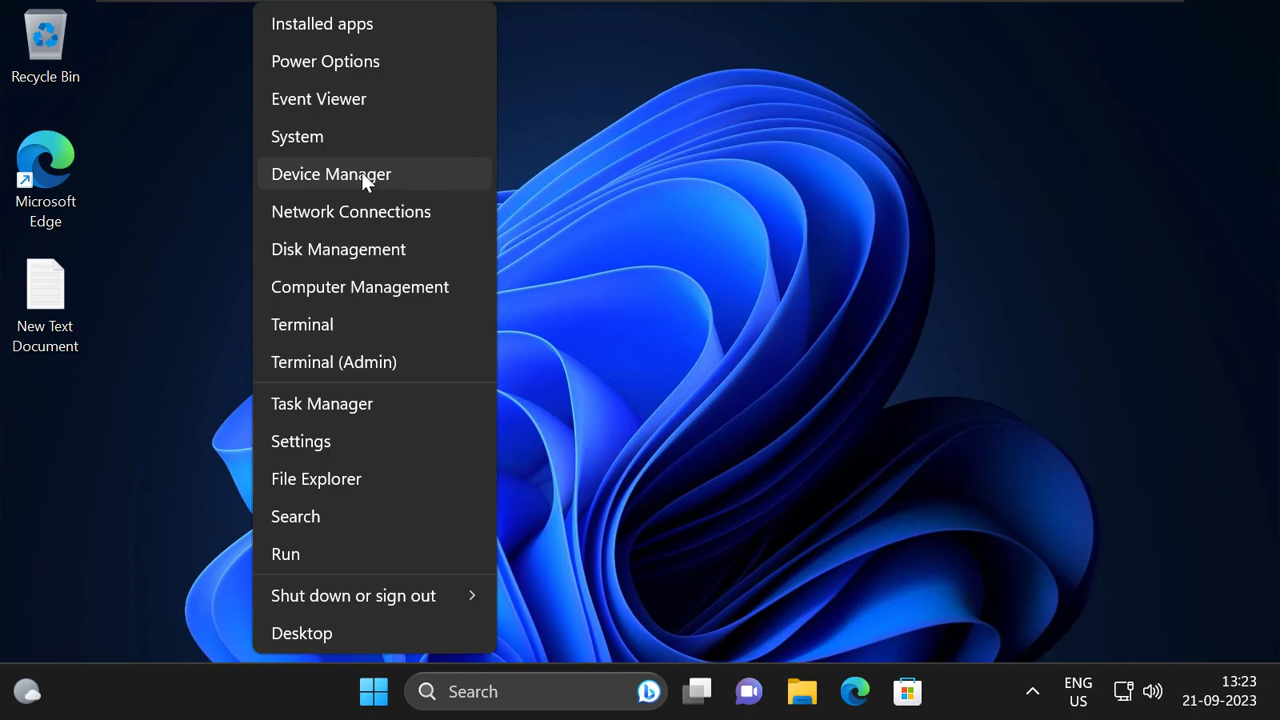 Recycle Bin
Microsoft
Edge
New Text
Document
Installed apps
Power Options
Event Viewer
System
Device Manager
Network Connections
Disk Management
Computer Management
Terminal
Terminal (Admin)
Task Manager
Settings
File Explorer
Search
Run
Shut down or sign out
Desktop
Search
ENG
US
13:23
21-09-2023